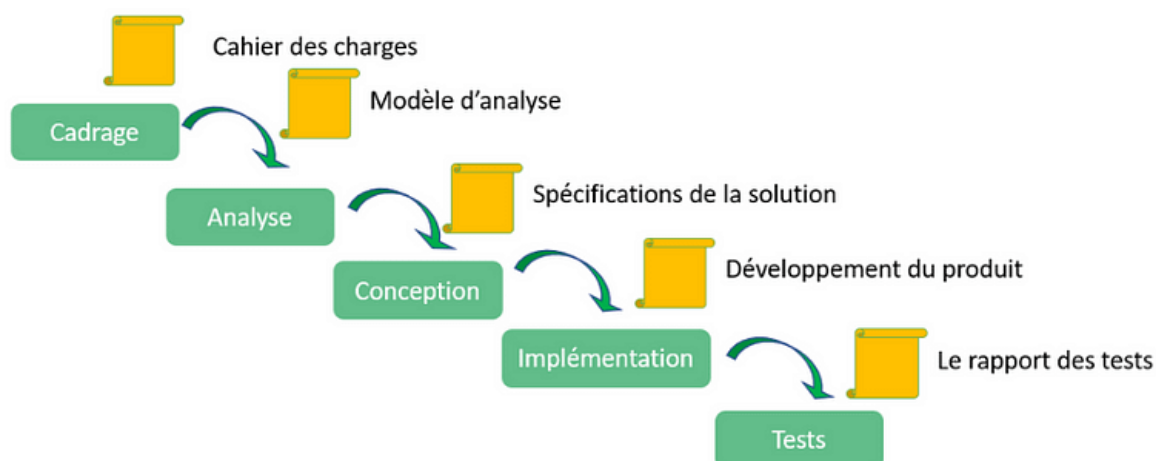 Cahier des charges
Modèle d'analyse
Cadrage
Spécifications de la solution
Analyse
Développement du produit
Conception
Implémentation
Le rapport des tests
Tests